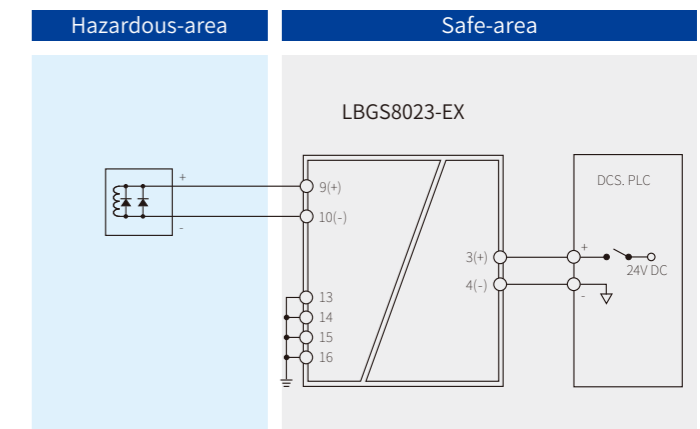 Hazardous-area
Safe-area
LBGS8023-EX
+
-
9(+)
10(-)
13
14
15
16
3(+)
4(-)
DCS. PLC
+
24V DC
-